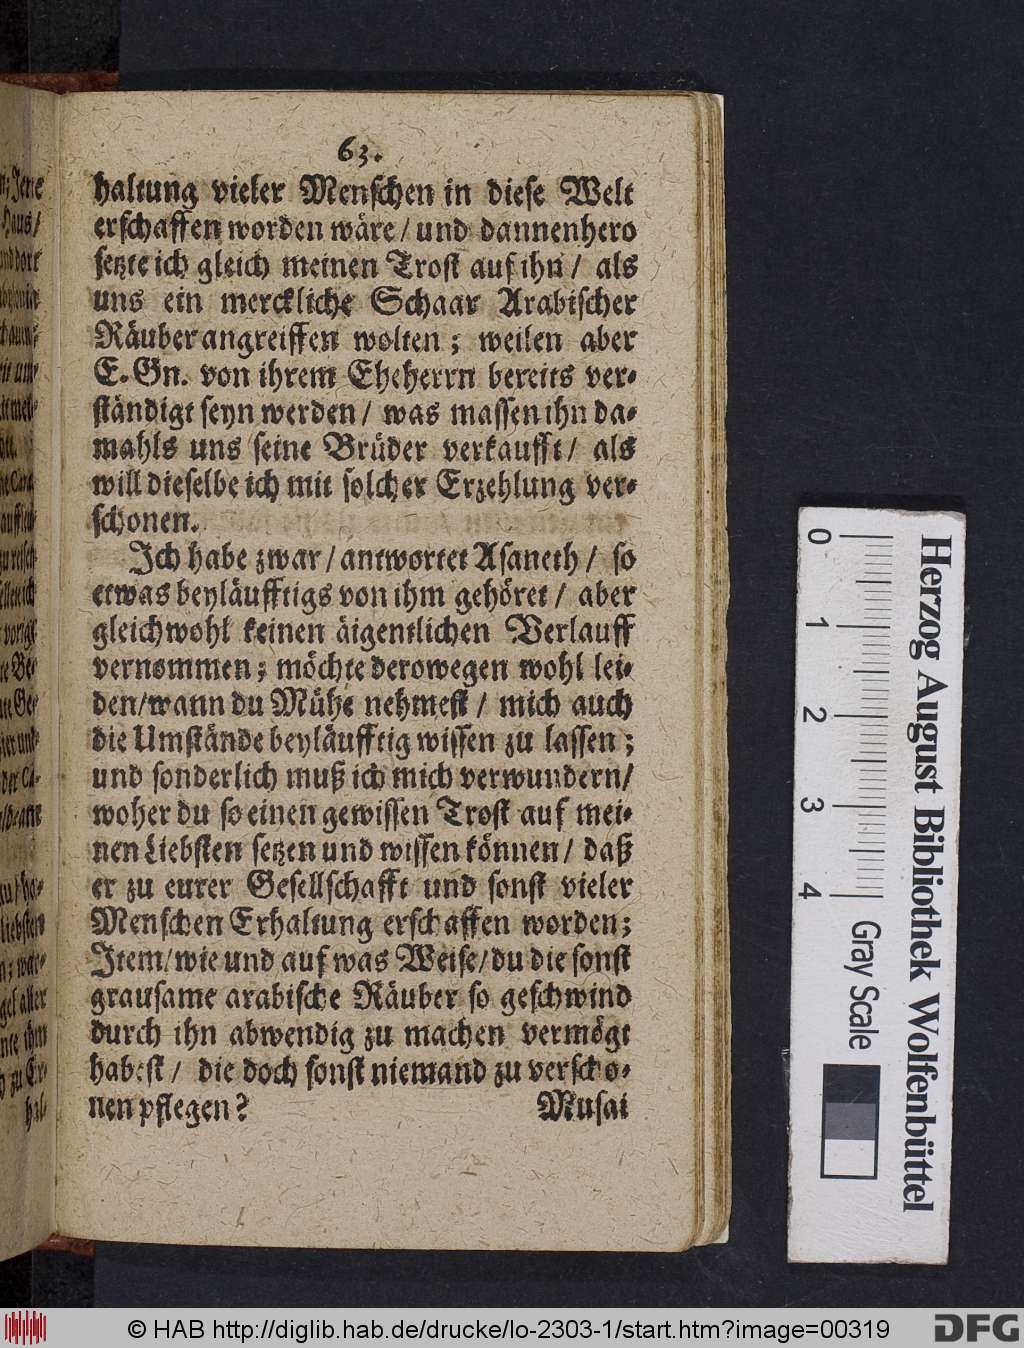 63.
haltung vieler Menschen in diese Welt
erschaffen worden wäre / und dannenhero
setzte ich gleich meinen Trost auf ihn / als
uns ein merckliche Schaar Arabischer
Räuber angreiffen wolten ; weilen aber
E. Gn. von ihrem Eheherrn bereits ver-
ständigt seyn werden / was massen ihn da-
mahls uns seine Brüder verkaufft / als
will dieselbe ich mit solcher Erzehlung ver-
schonen.
Ich habe zwar / antwortet Asaneth / so
etwas beyläufftigs von ihm gehöret / aber
gleichwohl keinen äigentlichen Verlauff
vernommen ; möchte derowegen wohl lei-
den / wann du Mühe nehmest / mich auch
die Umstände beyläufftig wissen zu lassen ;
und sonderlich muß ich mich verwundern /
woher du so einen gewissen Trost auf mei-
nen Liebsten setzen und wissen können / daß
er zu eurer Gesellschafft und sonst vieler
Menschen Erhaltung erschaffen worden ;
Item / wie und auf was Weise / du die sonst
grausame arabische Räuber so geschwind
durch ihn abwendig zu machen vermögt
habest / die doch sonst niemand zu verscho-
nen pflegen ? Musai
0 1 2 3 4 Gray Scale
Herzog August Bibliothek Wolfenbüttel
© HAB http://diglib.hab.de/drucke/lo-2303-1/start.htm?image=00319
DFG